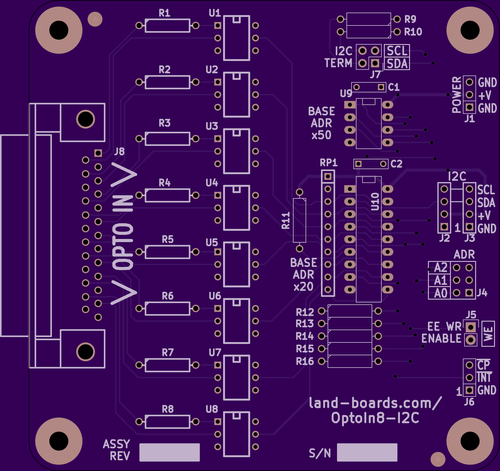 R1
U1
R2
U2
R3
U3
R4
U4
R5
U5
R6
U6
R7
U7
R8
U8
J8
< OPTO IN >
R9
R10
I2C
TERM
SCL
SDA
J7
C1
U9
BASE
ADR
x50
POWER
GND
+V
GND
J1
C2
RP1
U10
R11
BASE
ADR
x20
I2C
SCL
SDA
+V
GND
J2
1
J3
ADR
A2
A1
A0
J4
J5
EE WR
ENABLE
WE
R12
R13
R14
R15
R16
CP
INT
1 GND
J6
land-boards.com/
OptoIn8-I2C
ASSY
REV
S/N